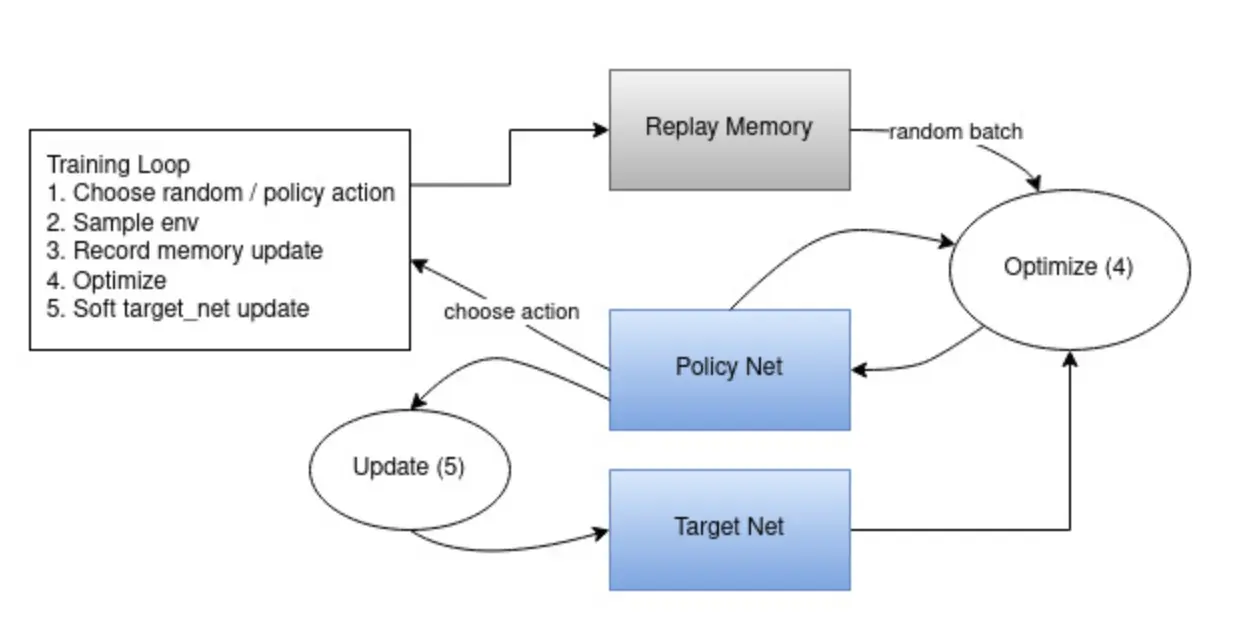 Replay Memory
random batch
Training Loop
1. Choose random / policy action
2. Sample env
3. Record memory update
4. Optimize
5. Soft target_net update
Optimize (4)
choose action
Policy Net
Update (5)
Target Net